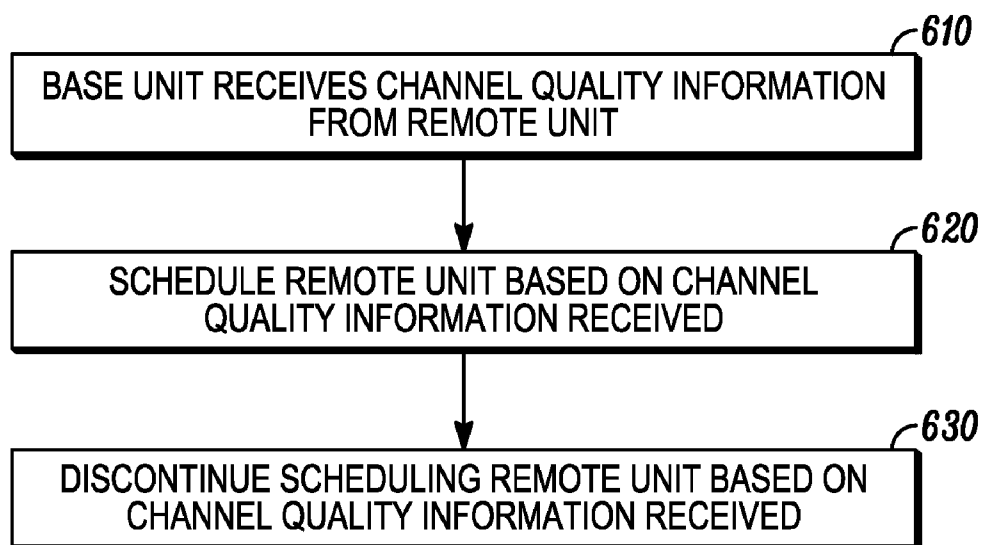 610
BASE UNIT RECEIVES CHANNEL QUALITY INFORMATION
FROM REMOTE UNIT
620
SCHEDULE REMOTE UNIT BASED ON CHANNEL
QUALITY INFORMATION RECEIVED
630
DISCONTINUE SCHEDULING REMOTE UNIT BASED ON
CHANNEL QUALITY INFORMATION RECEIVED